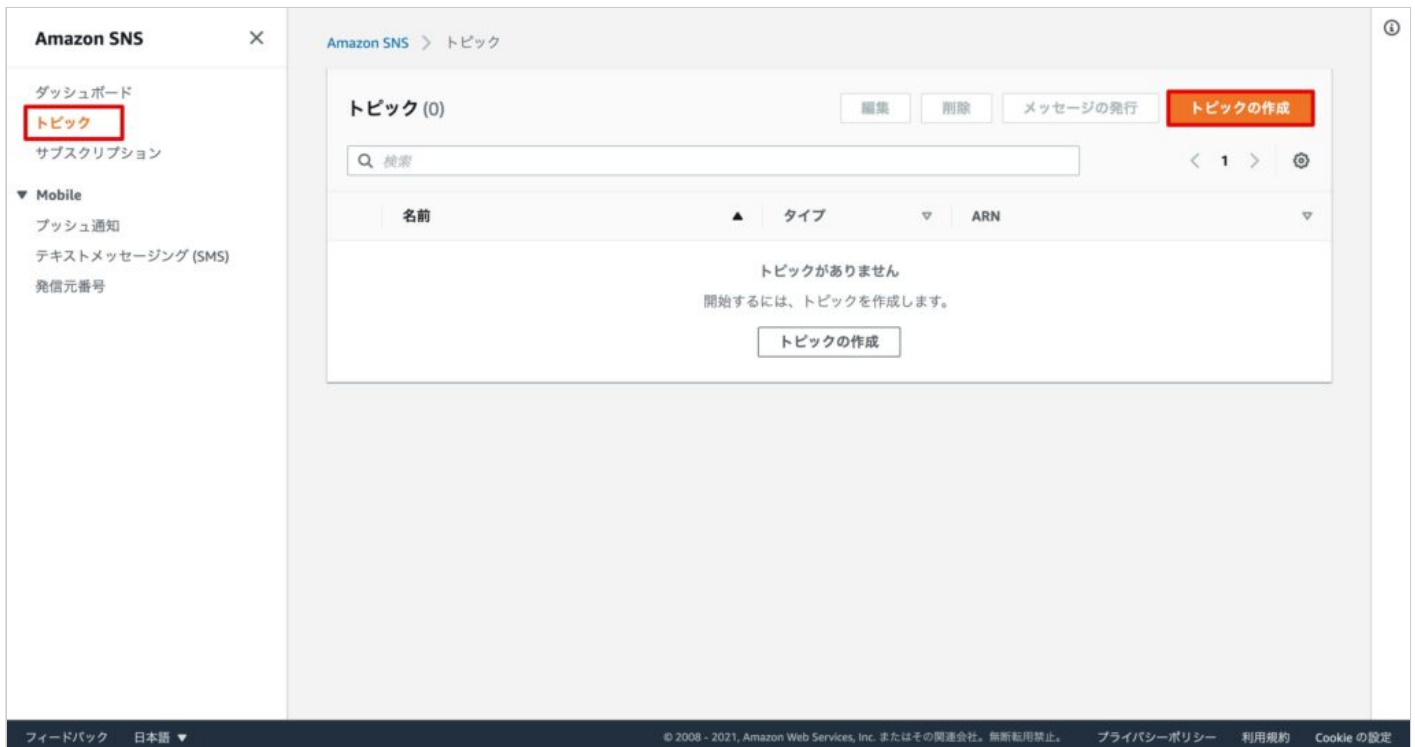 Amazon SNS
ダッシュボード
トピック
サブスクリプション
Mobile
プッシュ通知
テキストメッセージング (SMS)
発信元番号
Amazon SNS > トピック
トピック (0)
編集
削除
メッセージの発行
トピックの作成
検索
< 1 >
名前
タイプ
ARN
トピックがありません
開始するには、トピックを作成します。
トピックの作成
フィードバック
日本語
© 2008 - 2021, Amazon Web Services, Inc. またはその関連会社。無断転用禁止。
プライバシーポリシー
利用規約
Cookie の設定